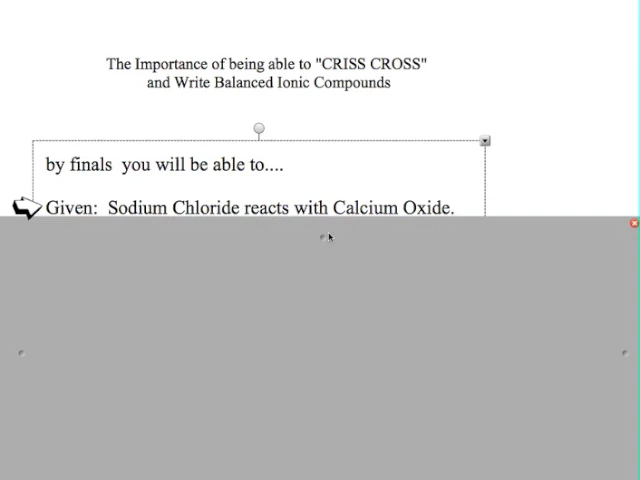 The Importance of being able to "CRISS CROSS"
and Write Balanced Ionic Compounds
by finals you will be able to....
Given: Sodium Chloride reacts with Calcium Oxide.